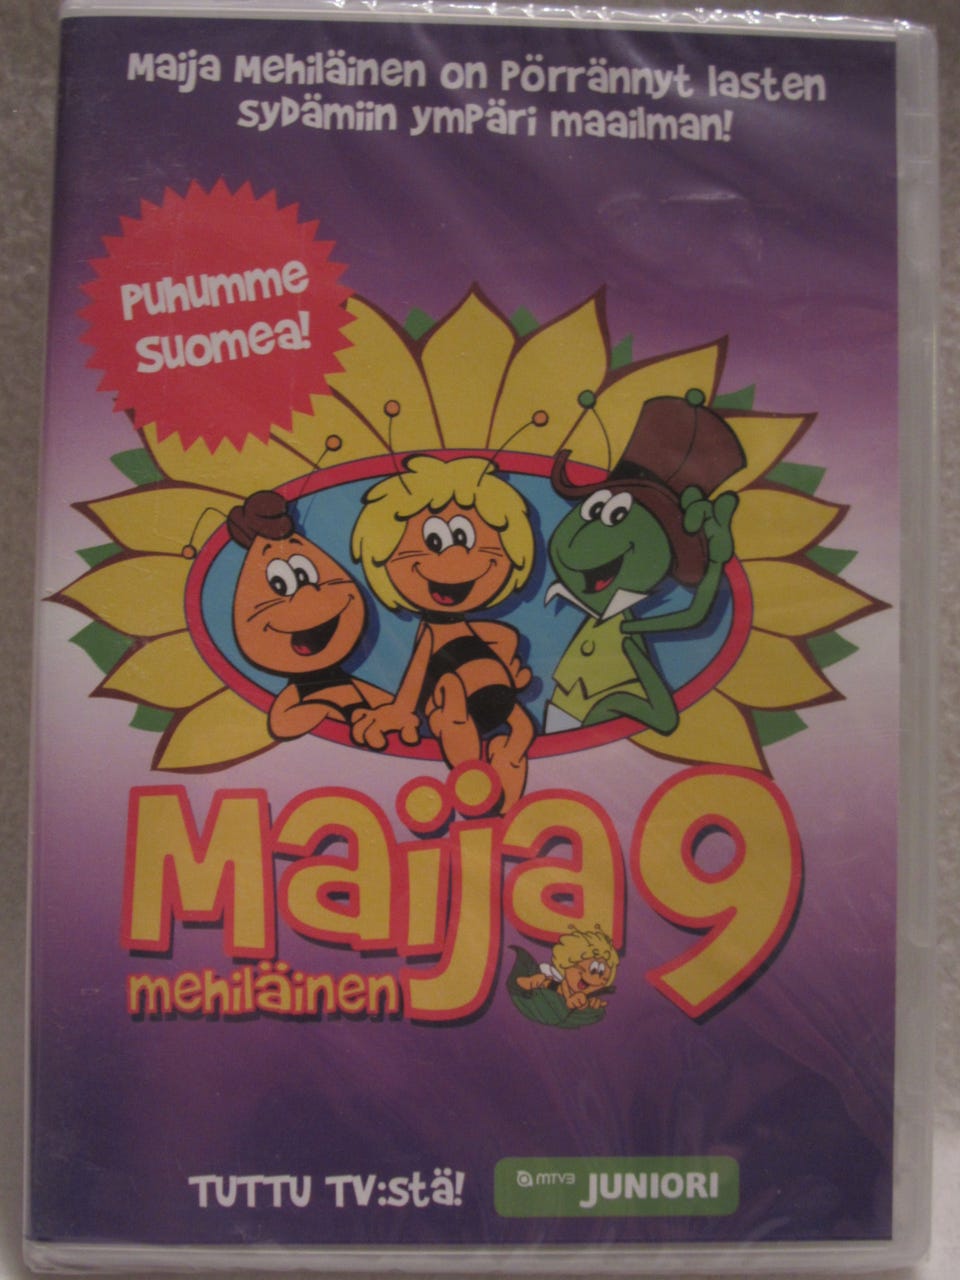 Maija Mehiläinen on Pörrännyt lasten
sydämiin ympäri maailman!
Puhumme
suomea!
Maija 9
mehiläinen
TUTTU TV:stä!
MTV3 JUNIORI